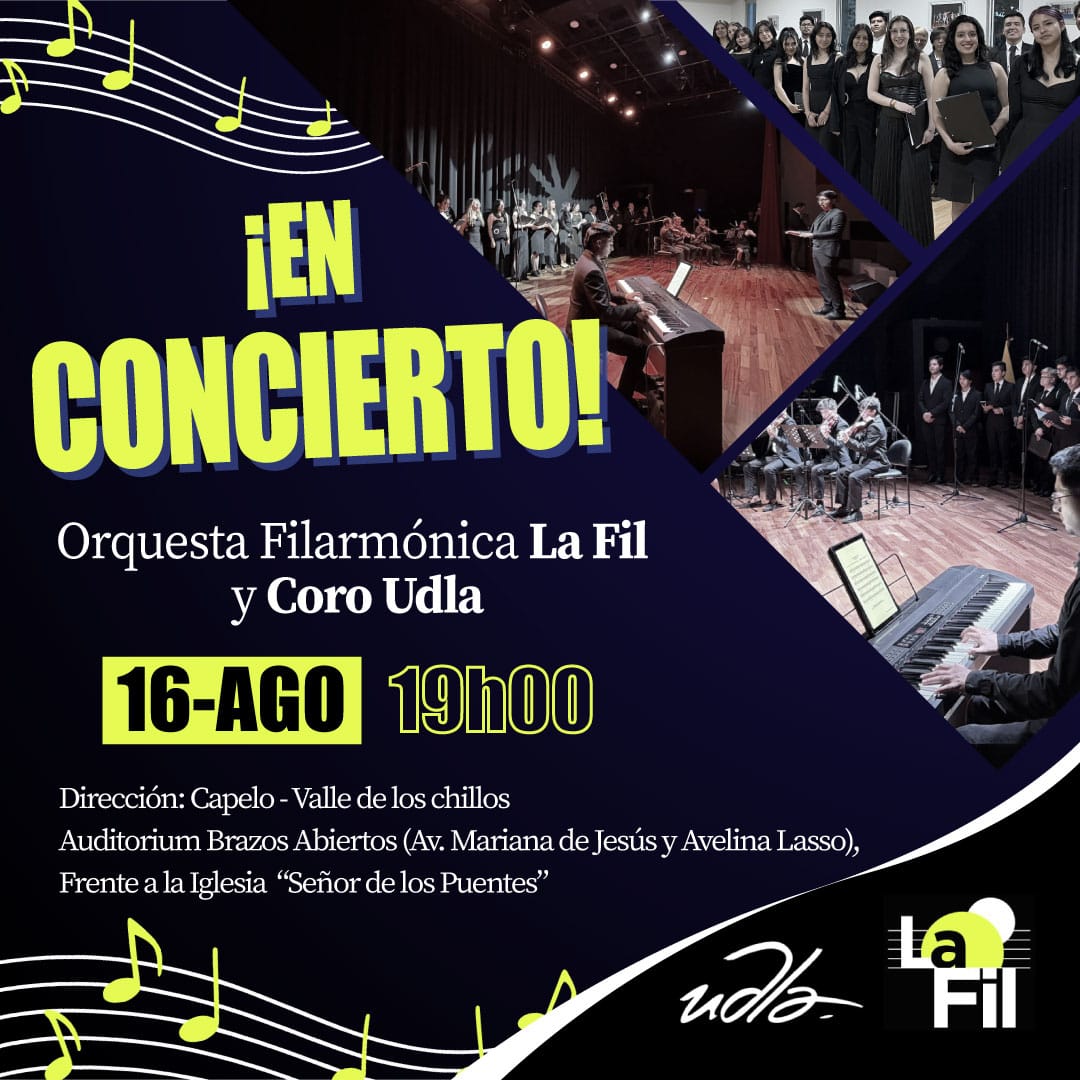 ¡EN
CONCIERTO!
Orquesta Filarmónica La Fil
y Coro Udla
16-AGO 19h00
Dirección: Capelo - Valle de los chillos
Auditorium Brazos Abiertos (Av. Mariana de Jesús y Avelina Lasso),
Frente a la Iglesia “Señor de los Puentes”
udla.
La
Fil